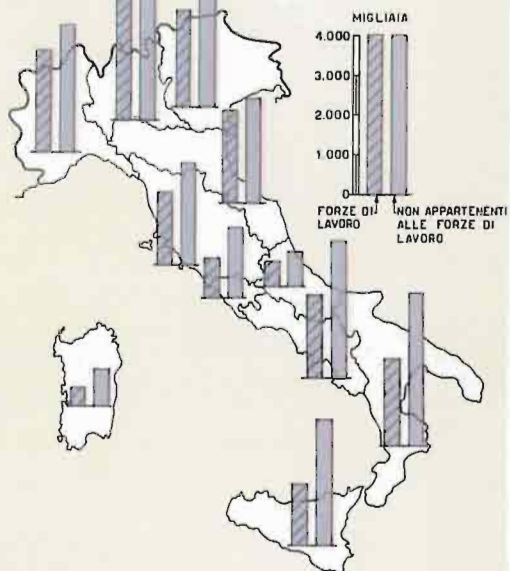 MIGLIAIA
4.000
3.000
2.000
1.000
0
FORZE DI NON APPARTENENTI
LAVORO ALLE FORZE DI
LAVORO